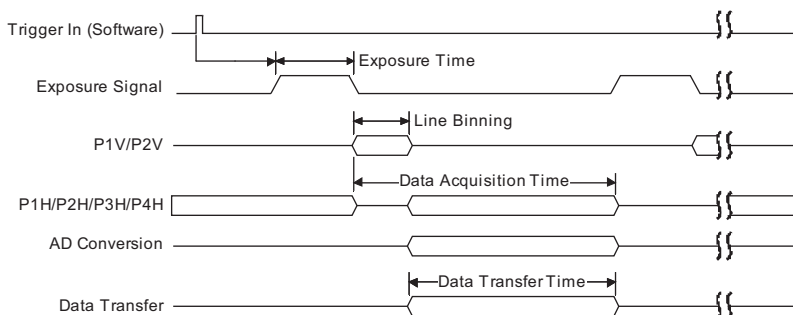 Trigger In (Software)
Exposure Time
Exposure Signal
Line Binning
P1V/P2V
Data Acquisition Time
P1H/P2H/P3H/P4H
AD Conversion
Data Transfer Time
Data Transfer